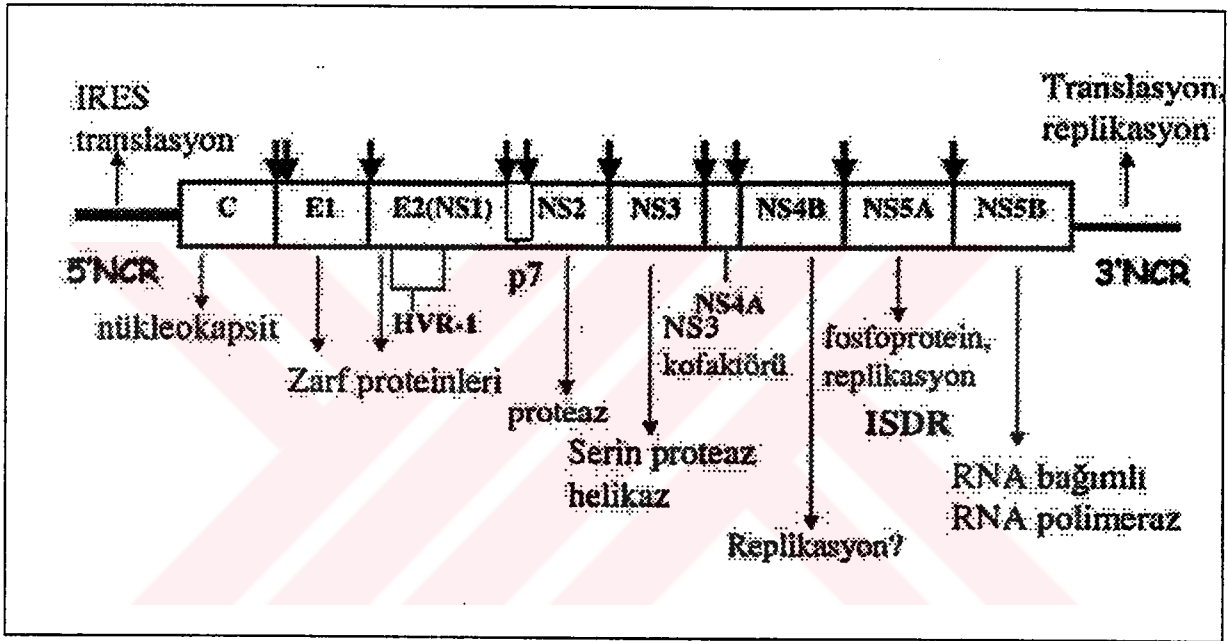 IRES
translasyon
Translasyon,
replikasyon
C E1 E2(NS1) NS2 NS3 NS4B NS5A NS5B
5'NCR
p7
3'NCR
nükleokapsit
HVR-1
NS4A
NS3
kofaktörü
Zarf proteinleri
proteaz
Serin proteaz
helikaz
fosfoprotein,
replikasyon
ISDR
Replikasyon?
RNA bağımlı
RNA polimeraz